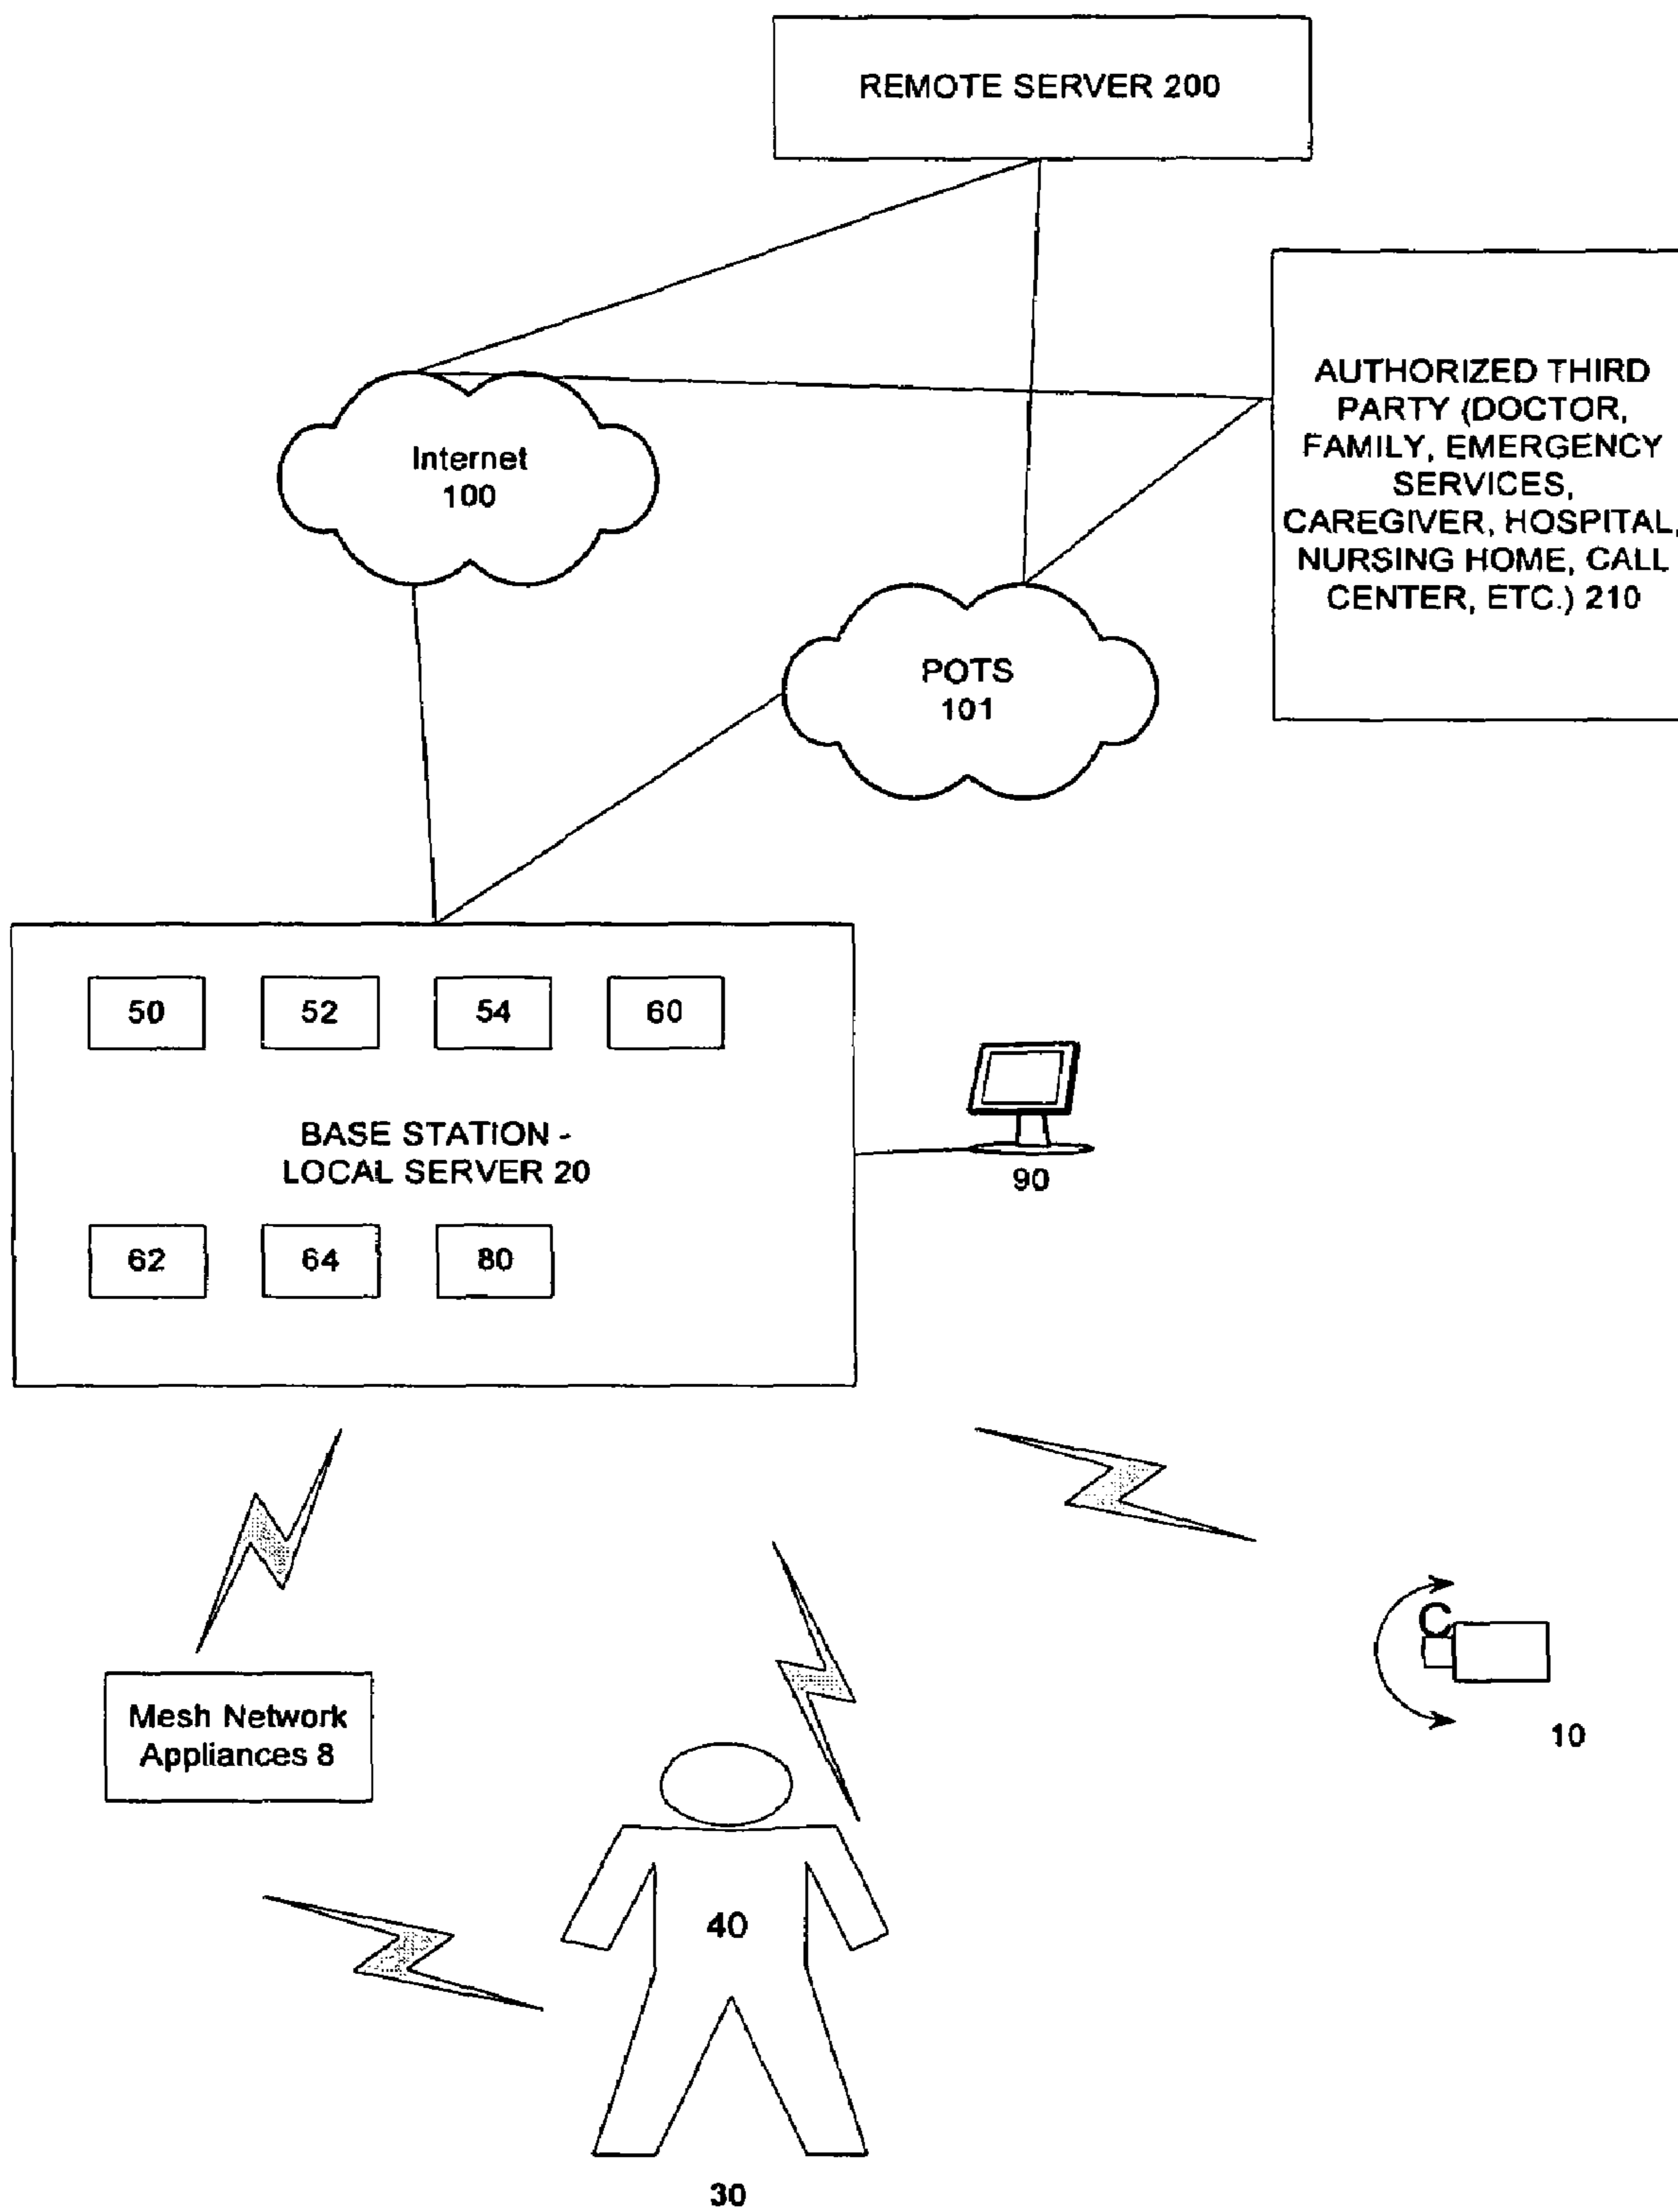 REMOTE SERVER 200
AUTHORIZED THIRD
PARTY (DOCTOR,
FAMILY, EMERGENCY
SERVICES,
CAREGIVER, HOSPITAL,
NURSING HOME, CALL
CENTER, ETC.) 210
Internet
100
POTS
101
50
52
54
60
BASE STATION -
LOCAL SERVER 20
90
62
64
80
C
10
Mesh Network
Appliances 8
40
30